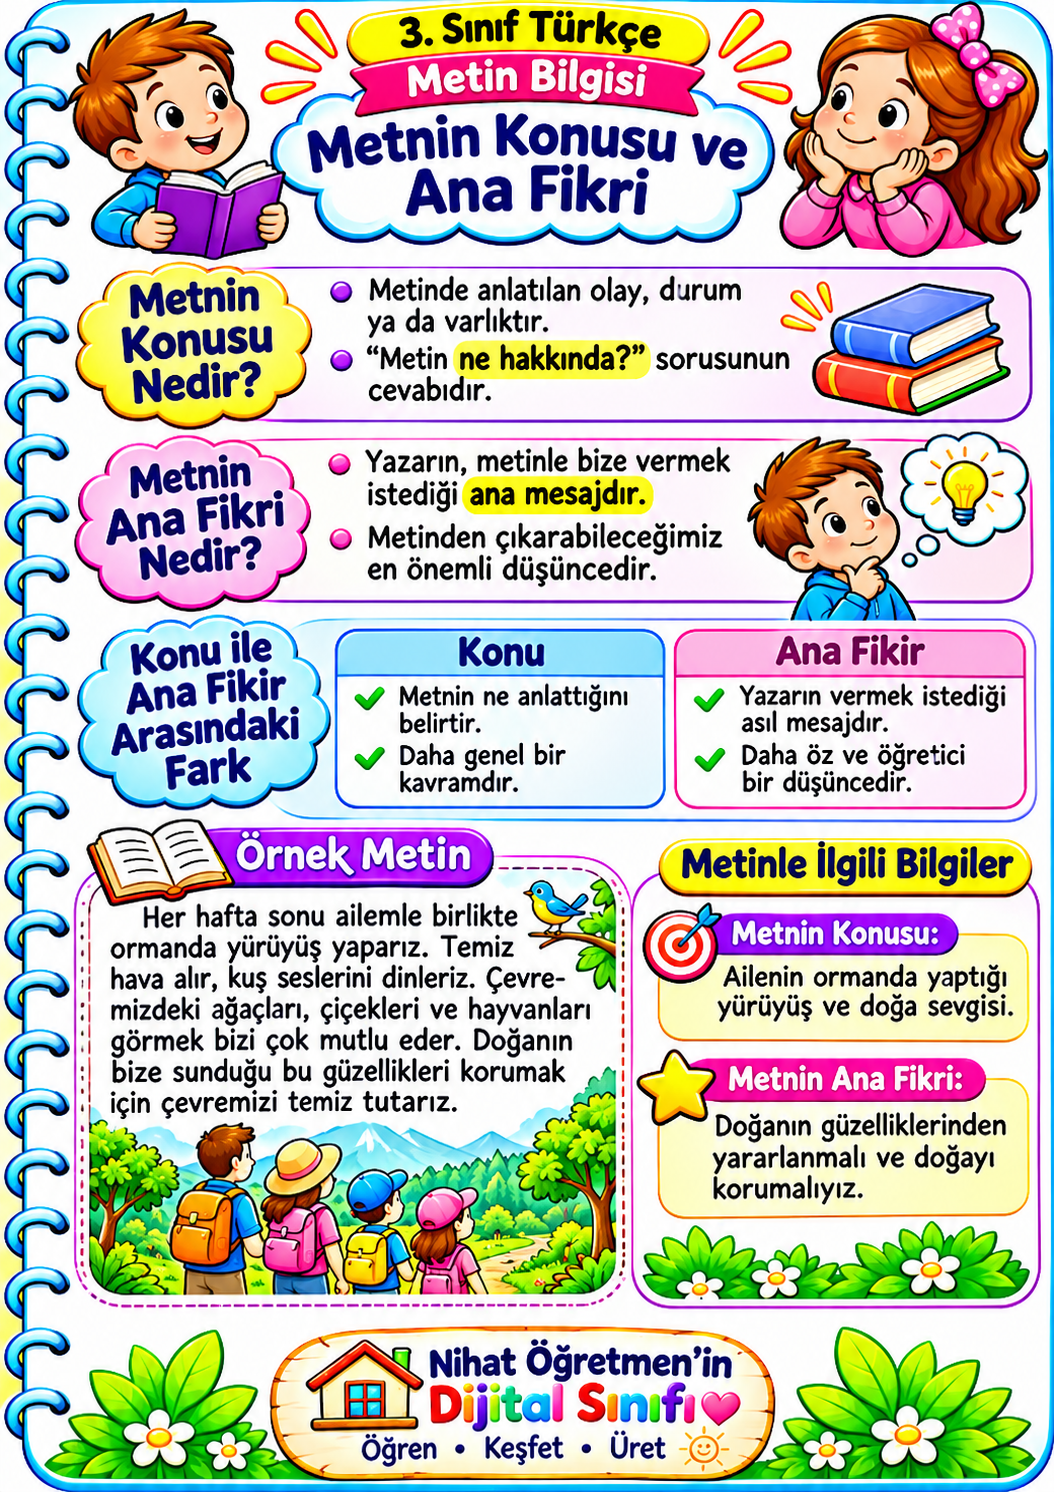 3. Sınıf Türkçe
Metin Bilgisi
Metnin Konusu ve
Ana Fikri
Metnin
Konusu
Nedir?
Metinde anlatılan olay, durum
ya da varlıktır.
“Metin ne hakkında?” sorusunun
cevabıdır.
Metnin
Ana Fikri
Nedir?
Yazarın, metinle bize vermek
istediği ana mesajdır.
Metinden çıkarabileceğimiz
en önemli düşüncedir.
Konu ile
Ana Fikir
Arasındaki
Fark
Konu
Metnin ne anlattığını
belirtir.
Daha genel bir
kavramdır.
Ana Fikir
Yazarın vermek istediği
asıl mesajdır.
Daha öz ve öğretici
bir düşüncedir.
Örnek Metin
Her hafta sonu ailemle birlikte
ormanda yürüyüş yaparız. Temiz
hava alır, kuş seslerini dinleriz. Çevre-
mizdeki ağaçları, çiçekleri ve hayvanları
görmek bizi çok mutlu eder. Doğanın
bize sunduğu bu güzellikleri korumak
için çevremizi temiz tutarız.
Metinle İlgili Bilgiler
Metnin Konusu:
Ailenin ormanda yaptığı
yürüyüş ve doğa sevgisi.
Metnin Ana Fikri:
Doğanın güzelliklerinden
yararlanmalı ve doğayı
korumalıyız.
Nihat Öğretmen’in
Dijital Sınıfı
Öğren • Keşfet • Üret